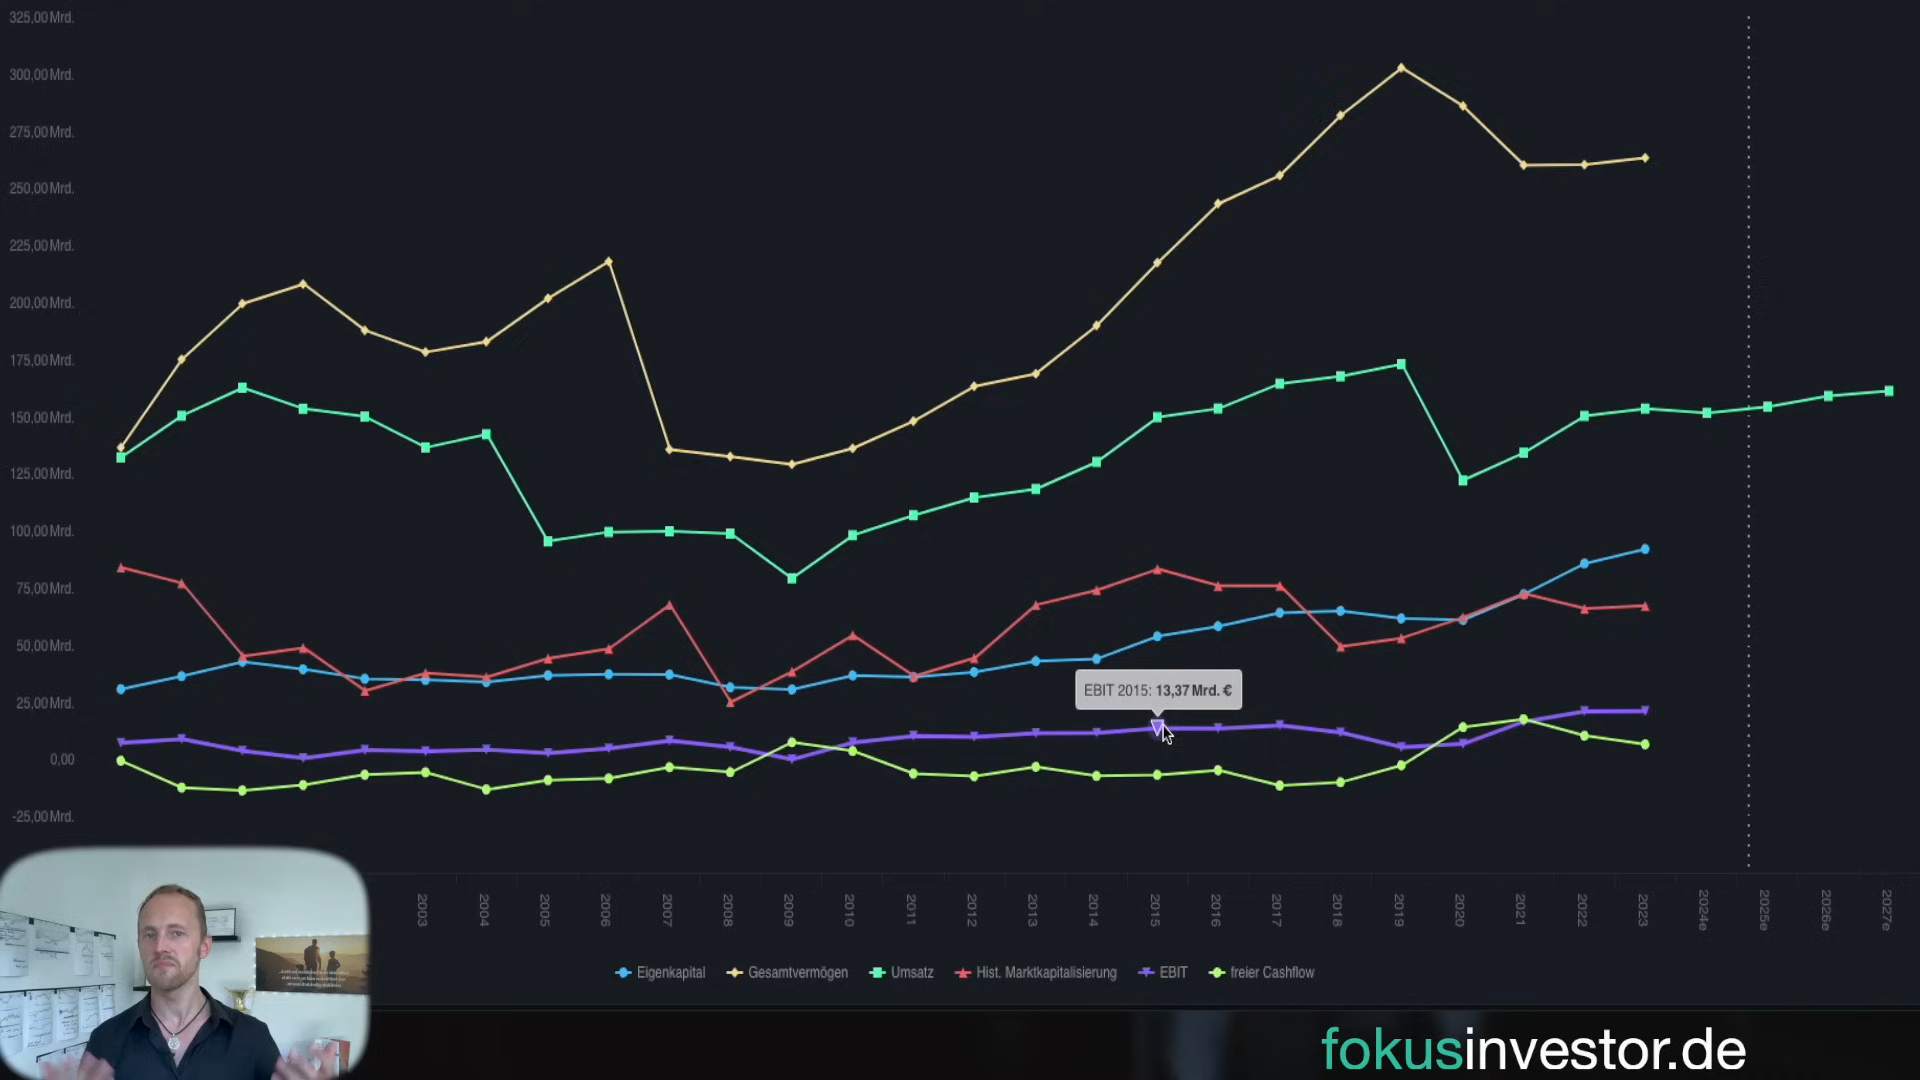 325,00 Mrd.
300,00 Mrd.
275,00 Mrd.
250,00 Mrd.
225,00 Mrd.
200,00 Mrd.
175,00 Mrd.
150,00 Mrd.
125,00 Mrd.
100,00 Mrd.
75,00 Mrd.
50,00 Mrd.
25,00 Mrd.
0,00
-25,00 Mrd.
EBIT 2015: 13,37 Mrd. €
2003
2004
2005
2006
2007
2008
2009
2010
2011
2012
2013
2014
2015
2016
2017
2018
2019
2020
2021
2022
2023
2024e
2025e
2026e
2027e
Eigenkapital
Gesamtvermögen
Umsatz
Hist. Marktkapitalisierung
EBIT
freier Cashflow
fokusinvestor.de